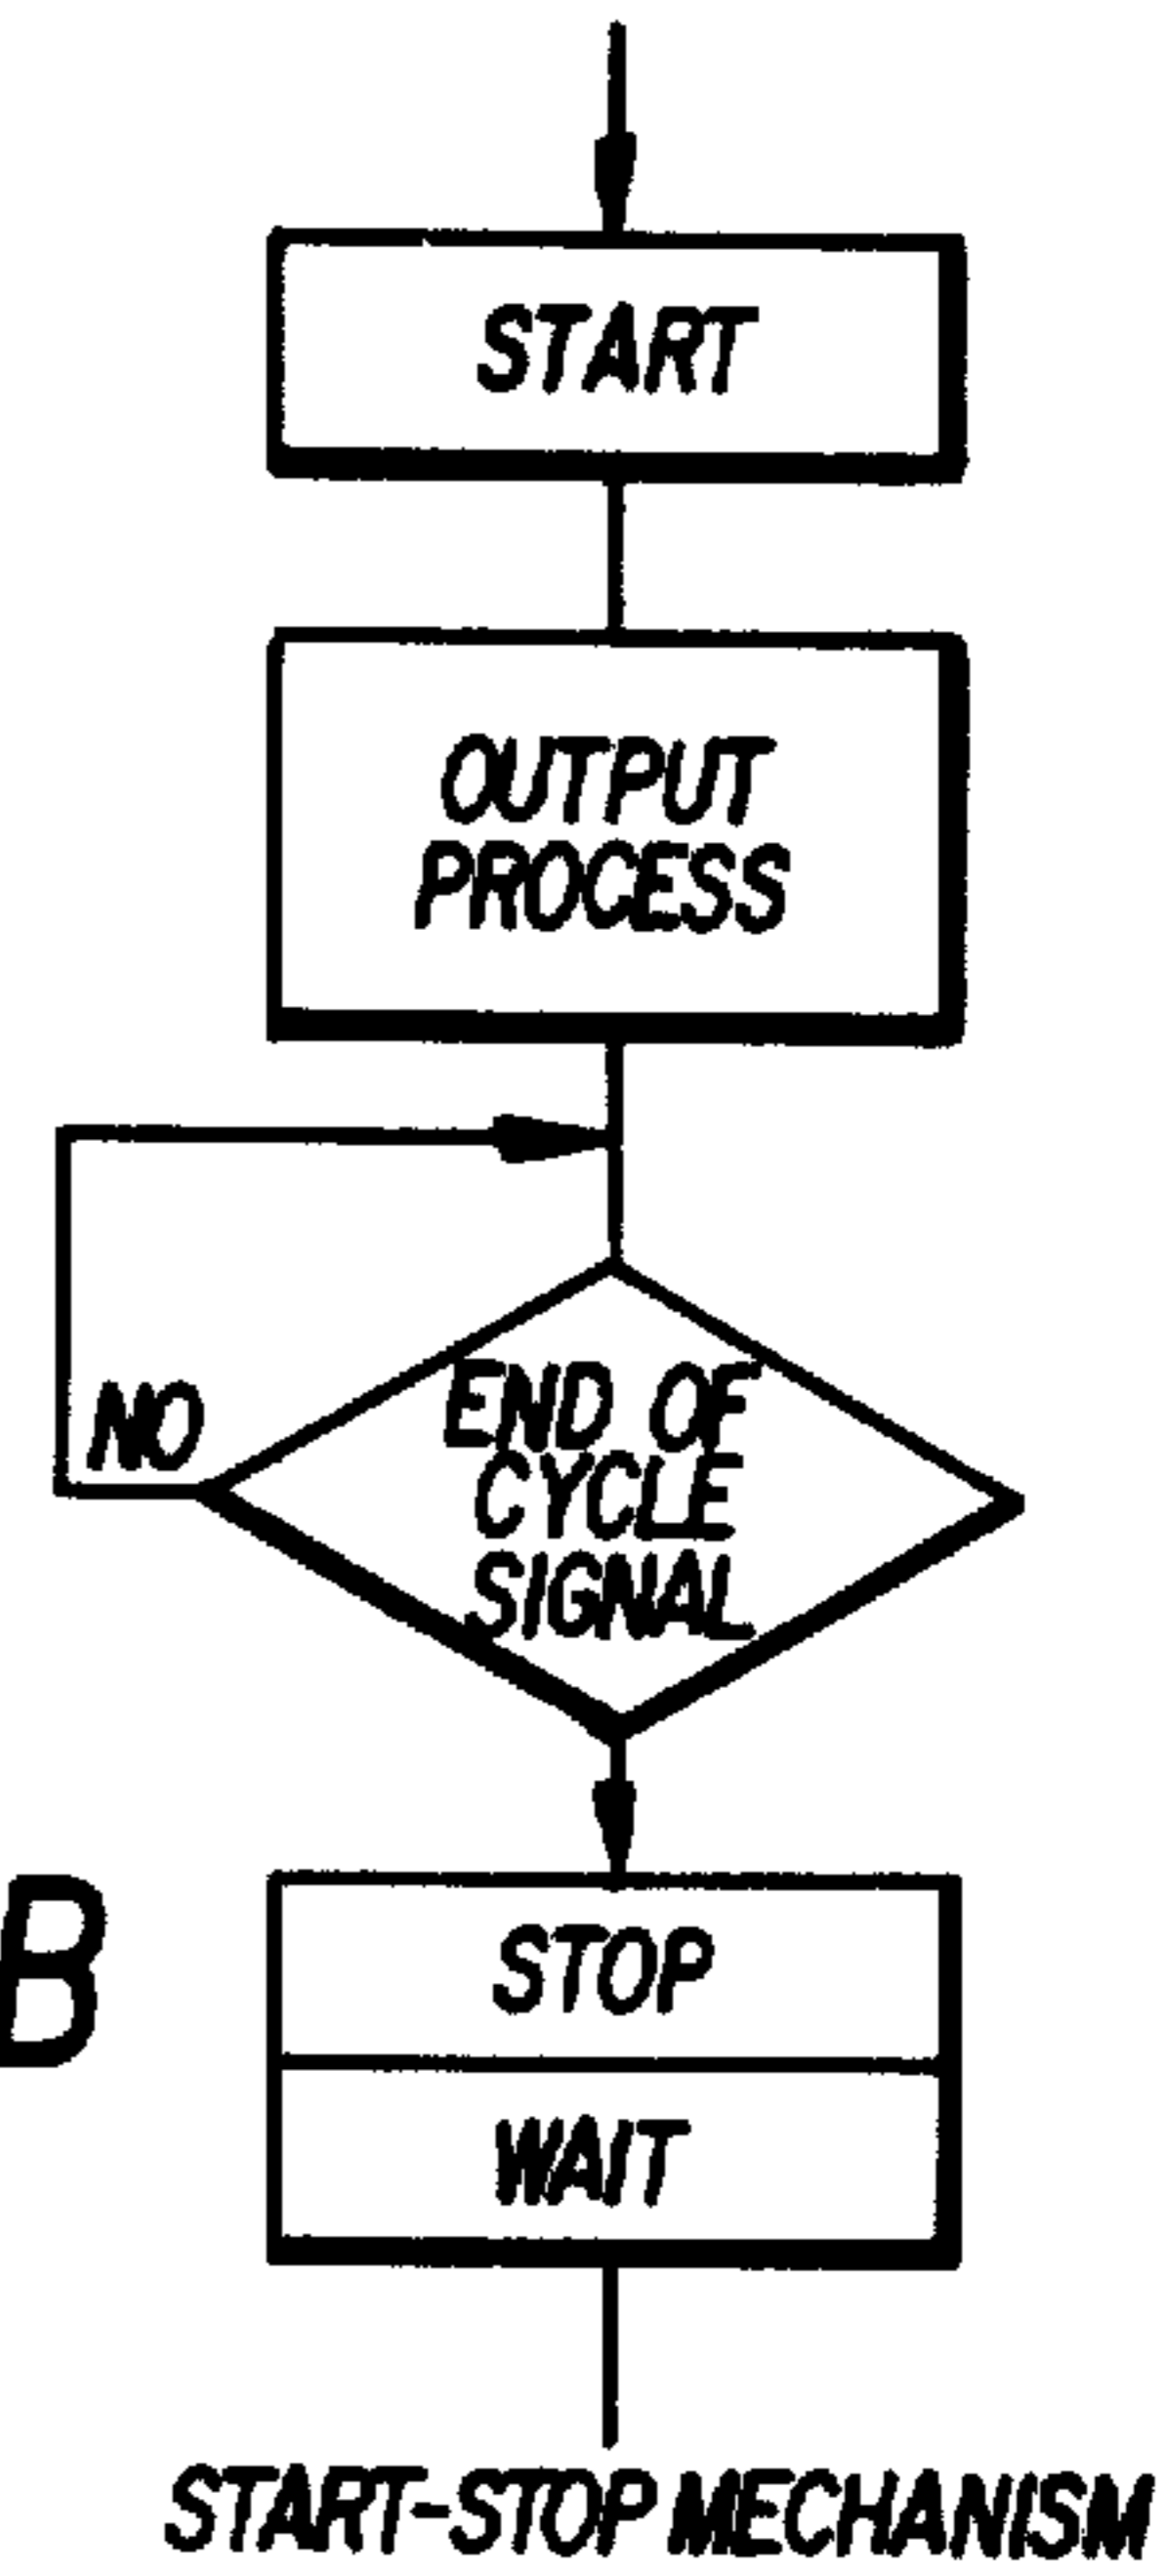 START
OUTPUT
PROCESS
NO
END OF
CYCLE
SIGNAL
B
STOP
WAIT
START-STOP MECHANISM